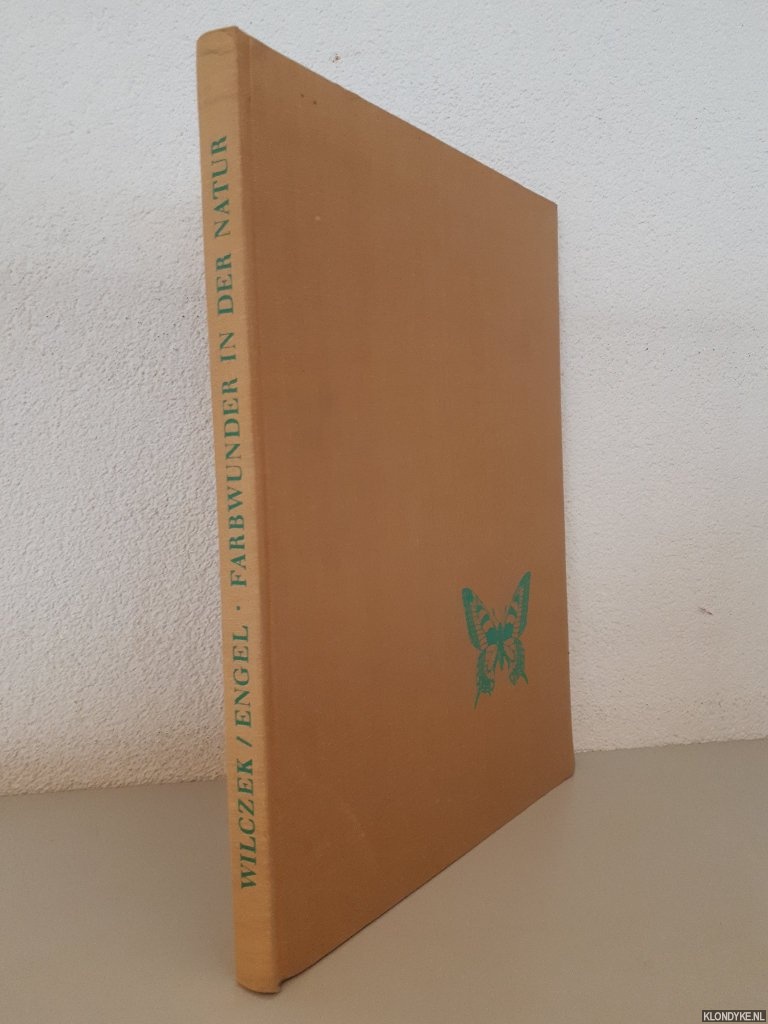 WILCZEK / ENGEL · FARBWUNDER IN DER NATUR
KLONDYKE.NL